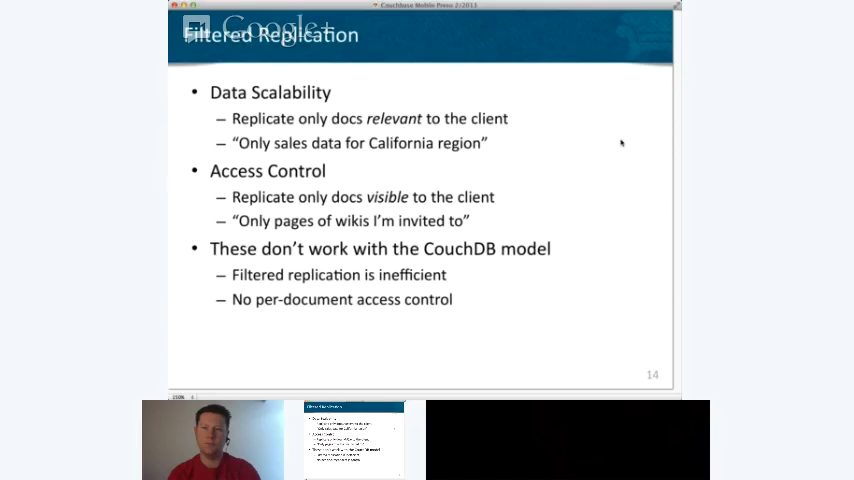 Couchbase Mobile Preso 2/2013
Google+
Filtered Replication
• Data Scalability
– Replicate only docs relevant to the client
– “Only sales data for California region”
• Access Control
– Replicate only docs visible to the client
– “Only pages of wikis I’m invited to”
• These don’t work with the CouchDB model
– Filtered replication is inefficient
– No per-document access control
14
Filtered Replication